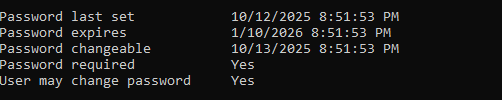 Password last set            10/12/2025 8:51:53 PM
Password expires             1/10/2026 8:51:53 PM
Password changeable          10/13/2025 8:51:53 PM
Password required            Yes
User may change password     Yes